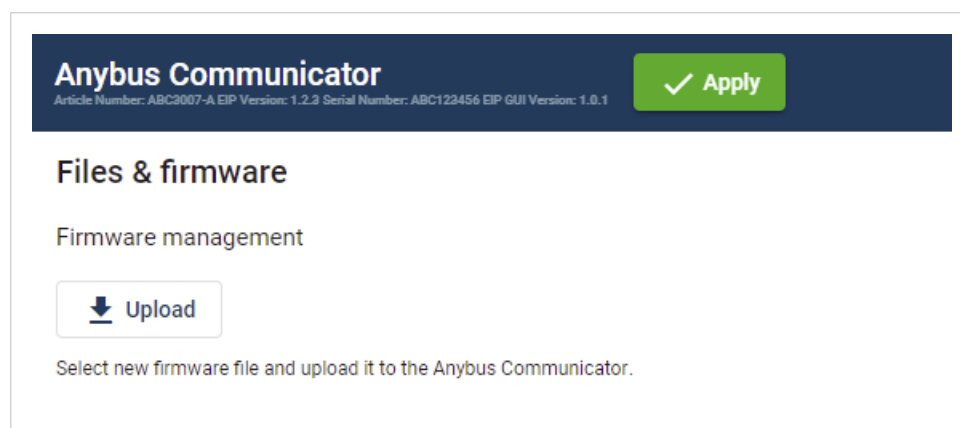 Anybus Communicator
Article Number: ABC3007-A EIP Version: 1.2.3 Serial Number: ABC123456 EIP GUI Version: 1.0.1
Apply
Files & firmware
Firmware management
Upload
Select new firmware file and upload it to the Anybus Communicator.